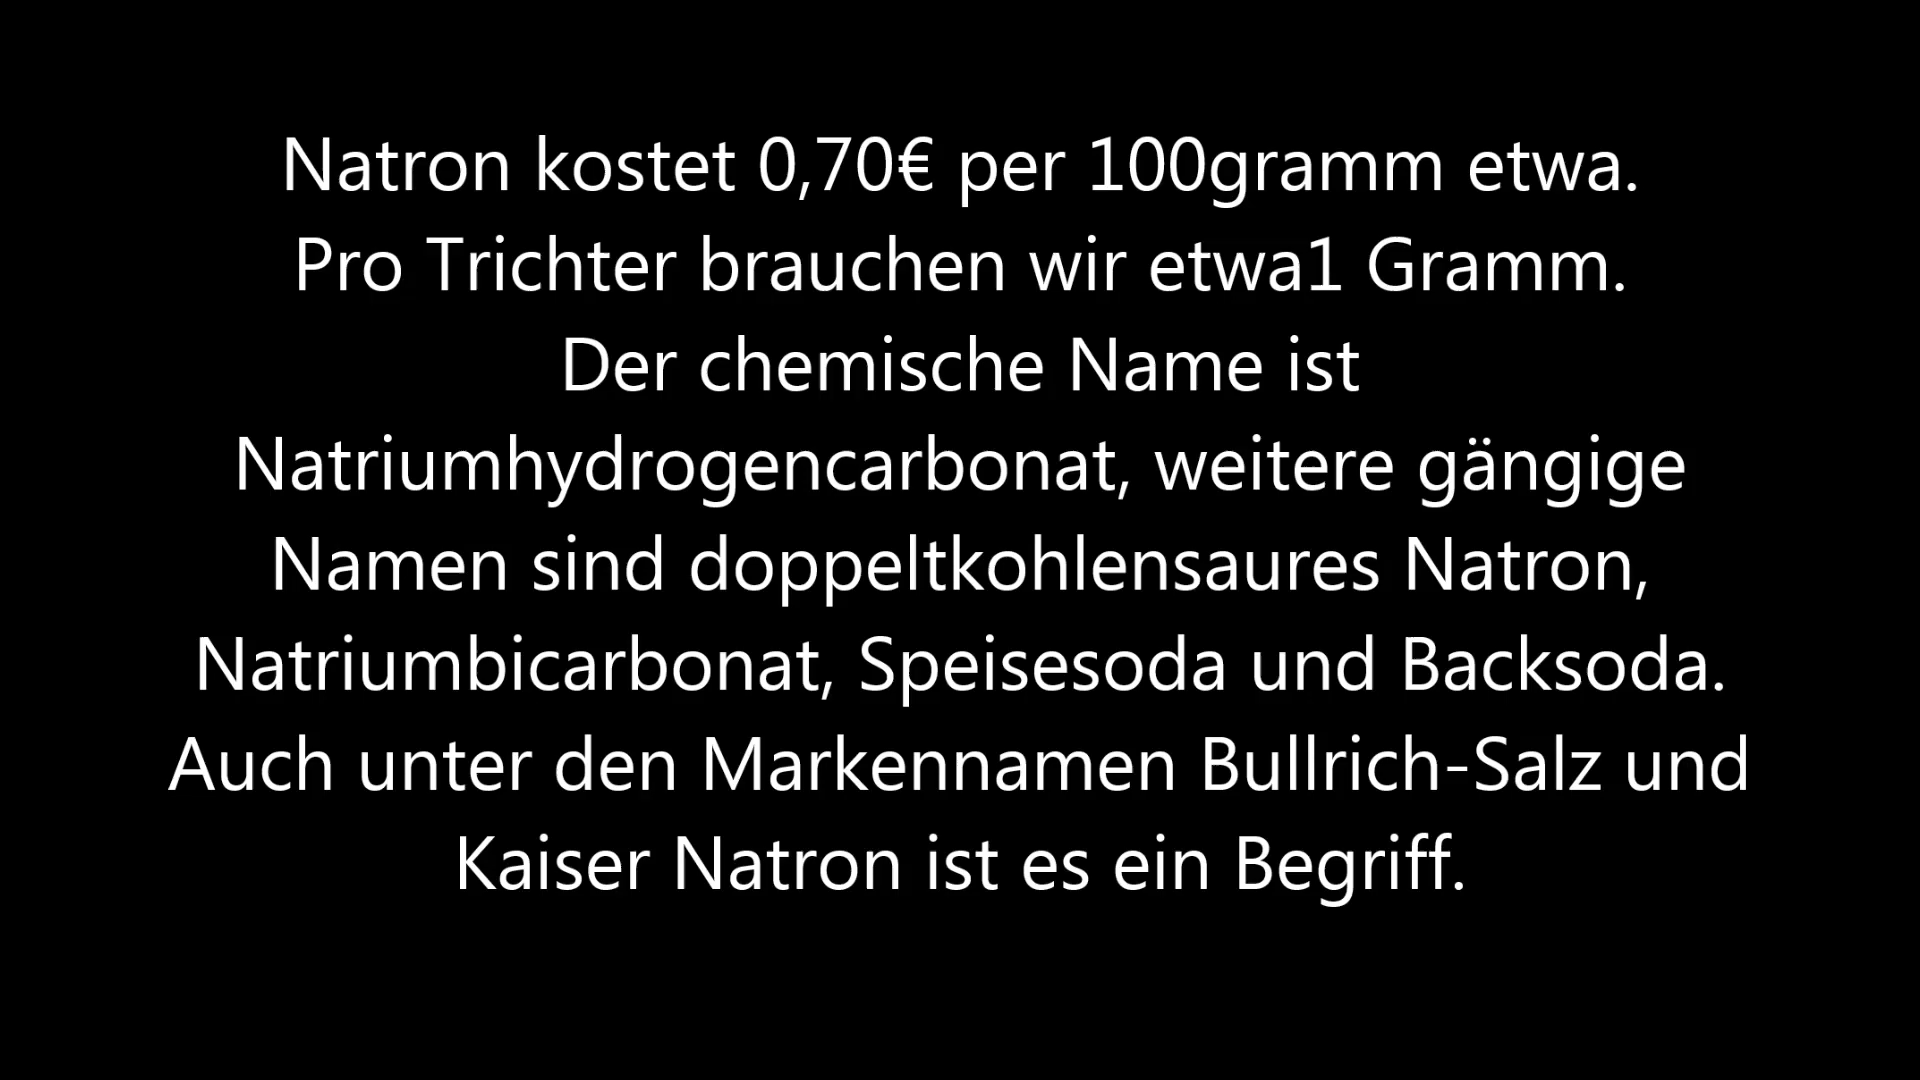 Natron kostet 0,70€ per 100gramm etwa.
Pro Trichter brauchen wir etwa1 Gramm.
Der chemische Name ist
Natriumhydrogencarbonat, weitere gängige
Namen sind doppeltkohlensaures Natron,
Natriumbicarbonat, Speisesoda und Backsoda.
Auch unter den Markennamen Bullrich-Salz und
Kaiser Natron ist es ein Begriff.